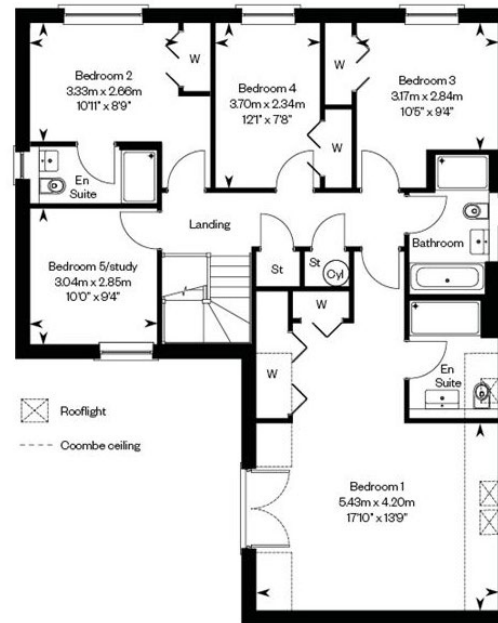 W
Bedroom 2
3.33m x 2.66m
10'11" x 8'9"
Bedroom 4
3.70m x 2.34m
12'1" x 7'8"
W
Bedroom 3
3.17m x 2.84m
10'5" x 9'4"
W
En
Suite
Landing
Bathroom
Bedroom 5/study
3.04m x 2.85m
10'0" x 9'4"
St
St
Cyl
W
W
En
Suite
Rooflight
Coombe ceiling
Bedroom 1
5.43m x 4.20m
17'10" x 13'9"